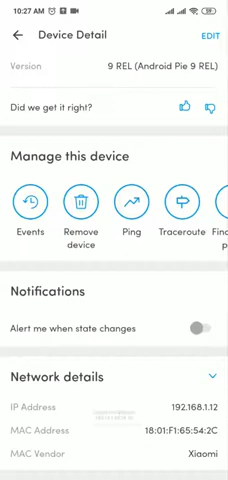 10:27 AM
59
Device Detail
EDIT
Version 9 REL (Android Pie 9 REL)
Did we get it right?
Manage this device
Events Remove device Ping Traceroute Fin
p
Notifications
Alert me when state changes
Network details
IP Address 192.168.1.12
MAC Address 18:01:F1:65:54:2C
MAC Vendor Xiaomi